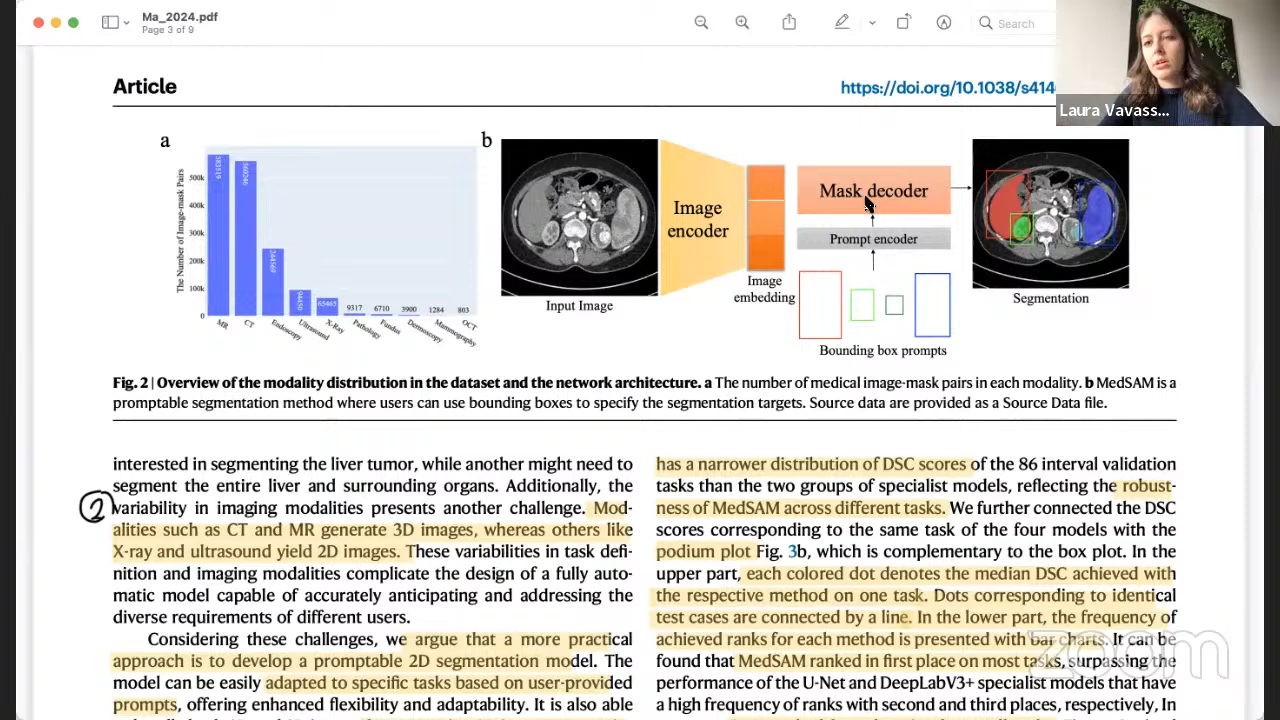 Ma_2024.pdf
Page 3 of 9
Search
Laura Vavass...
Article
https://doi.org/10.1038/s414
a
b
The Number of Image-mask Pairs
500k
400k
300k
200k
100k
0
583519
560246
244569
94450
65465
9317
6710
3900
1284
803
MR
CT
Endoscopy
Ultrasound
X-Ray
Pathology
Fundus
Dermoscopy
Mammography
OCT
Input Image
Image
encoder
Image
embedding
Mask decoder
Prompt encoder
Bounding box prompts
Segmentation
Fig. 2 | Overview of the modality distribution in the dataset and the network architecture. a The number of medical image-mask pairs in each modality. b MedSAM is a
promptable segmentation method where users can use bounding boxes to specify the segmentation targets. Source data are provided as a Source Data file.
interested in segmenting the liver tumor, while another might need to
segment the entire liver and surrounding organs. Additionally, the
2 variability in imaging modalities presents another challenge. Mod-
alities such as CT and MR generate 3D images, whereas others like
X-ray and ultrasound yield 2D images. These variabilities in task defi-
nition and imaging modalities complicate the design of a fully auto-
matic model capable of accurately anticipating and addressing the
diverse requirements of different users.
Considering these challenges, we argue that a more practical
approach is to develop a promptable 2D segmentation model. The
model can be easily adapted to specific tasks based on user-provided
prompts, offering enhanced flexibility and adaptability. It is also able
has a narrower distribution of DSC scores of the 86 interval validation
tasks than the two groups of specialist models, reflecting the robust-
ness of MedSAM across different tasks. We further connected the DSC
scores corresponding to the same task of the four models with the
podium plot Fig. 3b, which is complementary to the box plot. In the
upper part, each colored dot denotes the median DSC achieved with
the respective method on one task. Dots corresponding to identical
test cases are connected by a line. In the lower part, the frequency of
achieved ranks for each method is presented with bar charts. It can be
found that MedSAM ranked in first place on most tasks, surpassing the
performance of the U-Net and DeepLabV3+ specialist models that have
a high frequency of ranks with second and third places, respectively, In
zoom